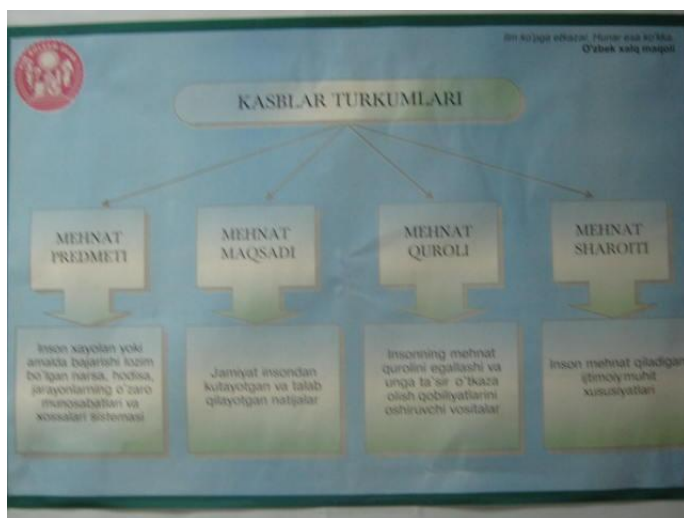 Ilm ko'pga etkazar, Hunar esa ko'kka.
O'zbek xalq maqoli
KASBLAR TURKUMLARI
MEHNAT
PREDMETI
MEHNAT
MAQSADI
MEHNAT
QUROLI
MEHNAT
SHAROITI
Inson xayolan yoki
amalda bajarishi lozim
bo'lgan narsa, hodisa,
jarayonlarning o'zaro
munosabatlari va
xossalari sistemasi
Jamiyat insondan
kutayotgan va talab
qilayotgan natijalar
Insonning mehnat
qurolini egallashi va
unga ta'sir o'tkaza
olish qobiliyatlarini
oshiruvchi vositalar
Inson mehnat qiladigan
ijtimoiy muhit
xususiyatlari